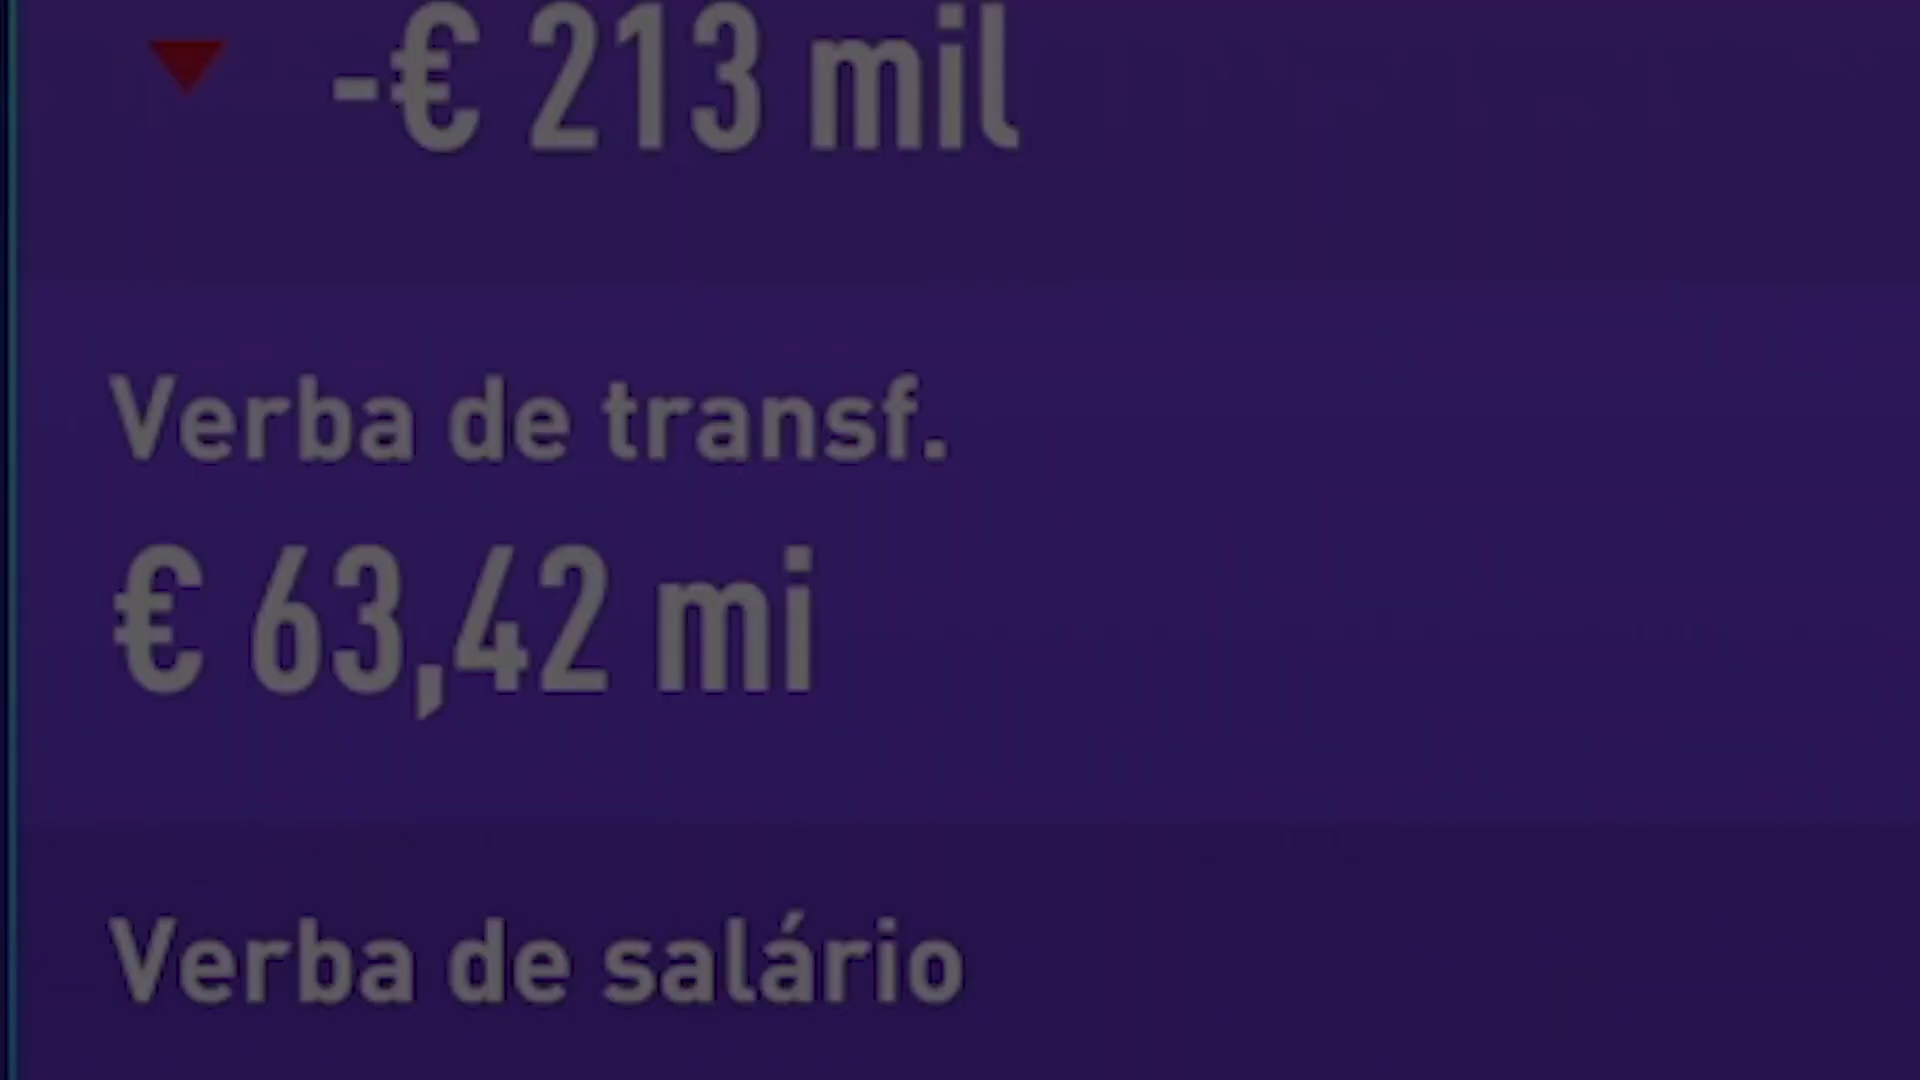 -€ 213 mil
Verba de transf.
€ 63,42 mi
Verba de salário